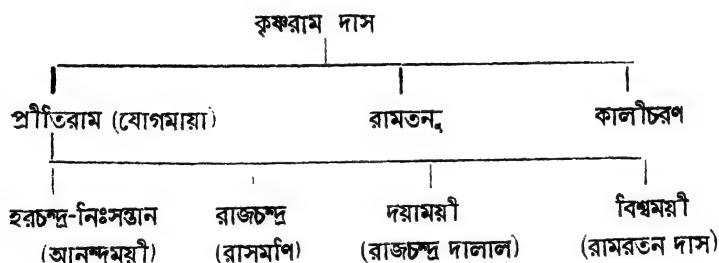 কৃষ্ণরাম দাস
প্রীতিরাম (যোগমায়া) রামতনু কালীচরণ
হরচন্দ্র-নিঃসন্তান রাজচন্দ্র দয়াময়ী বিশ্বময়ী
(আনন্দময়ী) (রাসমণি) (রাজচন্দ্র দালাল) (রামরতন দাস)